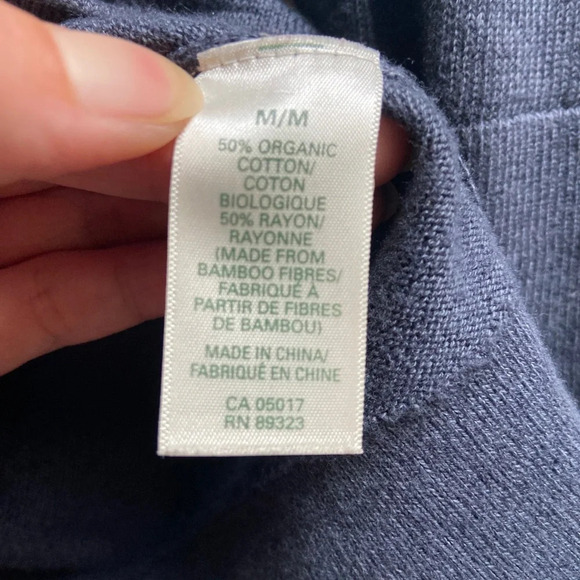 M/M
50% ORGANIC
COTTON/
COTON
BIOLOGIQUE
50% RAYON/
RAYONNE
(MADE FROM
BAMBOO FIBRES/
FABRIQUÉ À
PARTIR DE FIBRES
DE BAMBOU)
MADE IN CHINA/
FABRIQUÉ EN CHINE
CA 05017
RN 89323